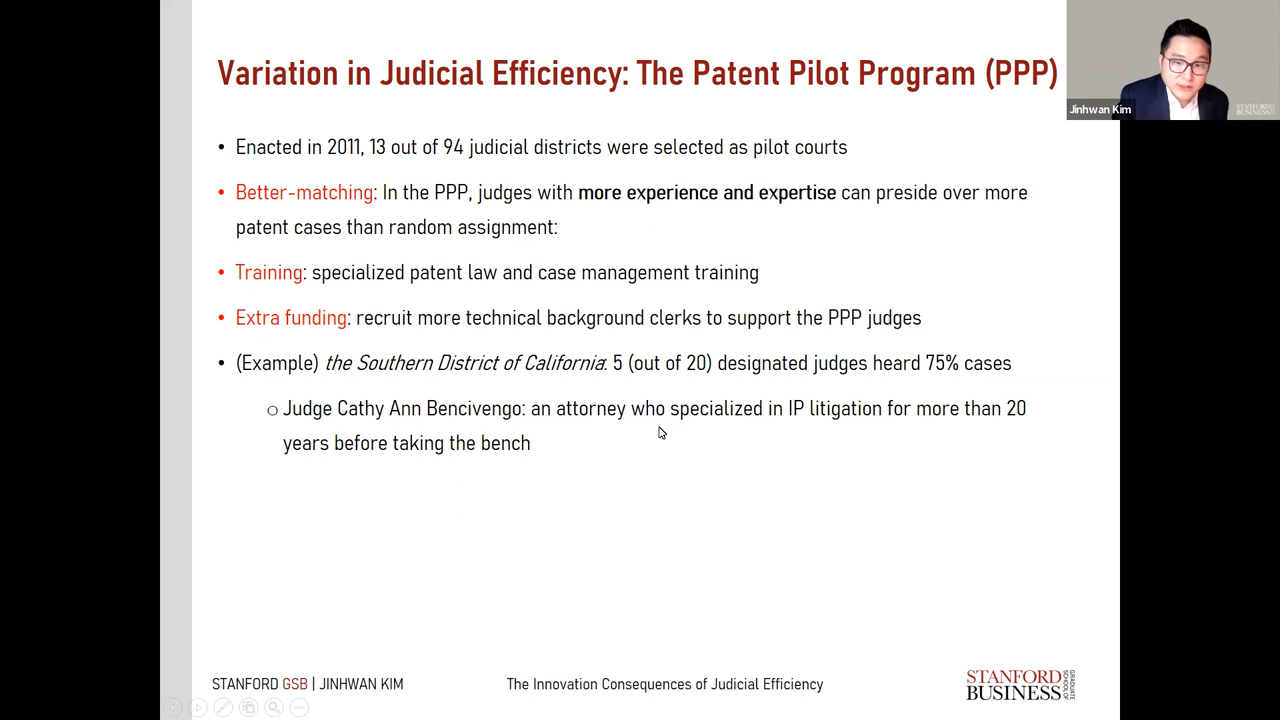 Variation in Judicial Efficiency: The Patent Pilot Program (PPP)
Jinhwan Kim
STANFORD
BUSINESS
• Enacted in 2011, 13 out of 94 judicial districts were selected as pilot courts
• Better-matching: In the PPP, judges with more experience and expertise can preside over more
patent cases than random assignment:
• Training: specialized patent law and case management training
• Extra funding: recruit more technical background clerks to support the PPP judges
• (Example) the Southern District of California: 5 (out of 20) designated judges heard 75% cases
o Judge Cathy Ann Bencivengo: an attorney who specialized in IP litigation for more than 20
years before taking the bench
STANFORD GSB | JINHWAN KIM
The Innovation Consequences of Judicial Efficiency
STANFORD
BUSINESS
GRADUATE
SCHOOL OF